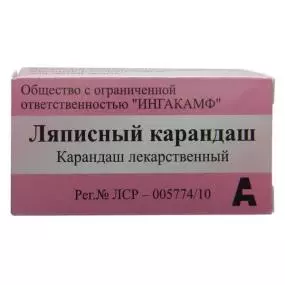 Общество с ограниченной
ответственностью "ИНГАКАМФ"
Ляписный карандаш
Карандаш лекарственный
Рег.№ ЛСР – 005774/10